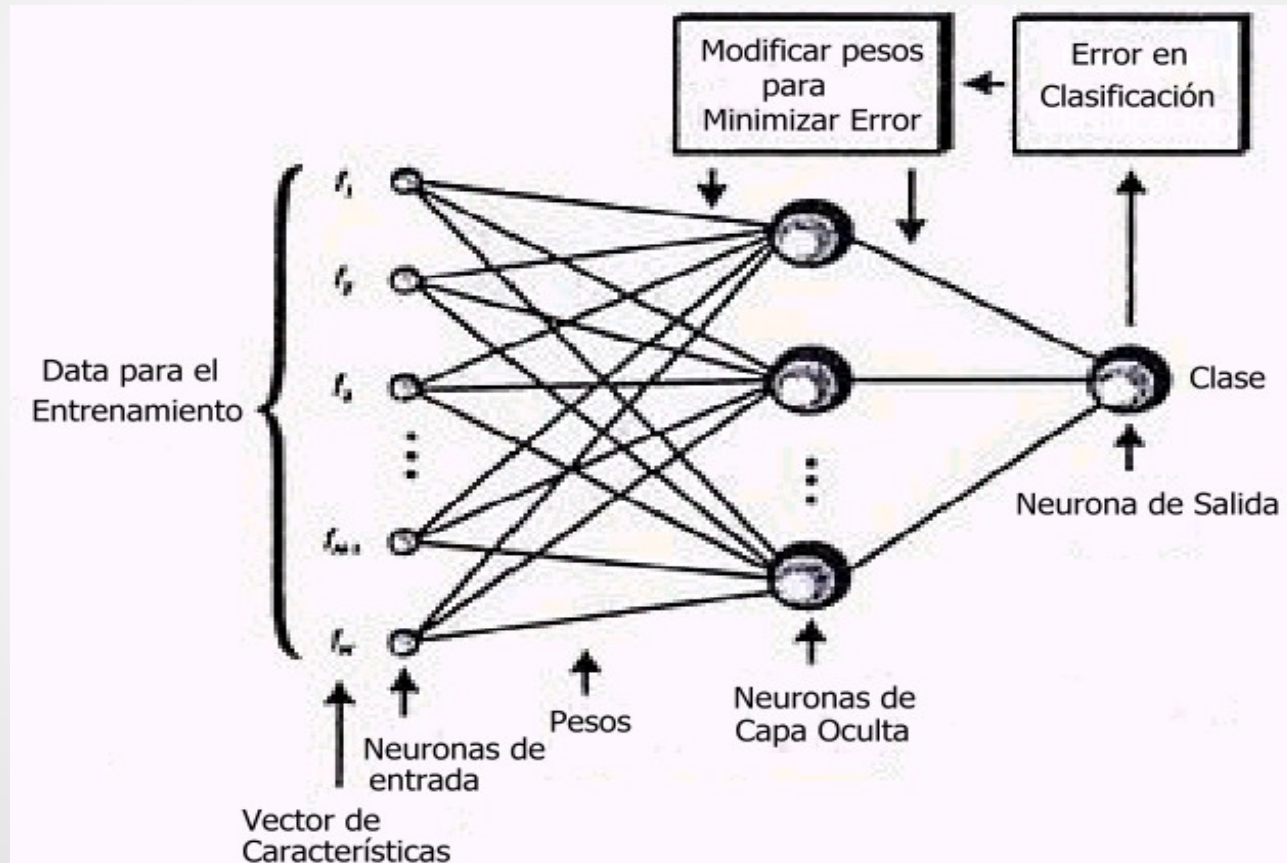 Modificar pesos
para
Minimizar Error
Error en
Clasificación
Data para el
Entrenamiento
Clase
Neurona de Salida
Neuronas de
Capa Oculta
Pesos
Neuronas de
entrada
Vector de
Características